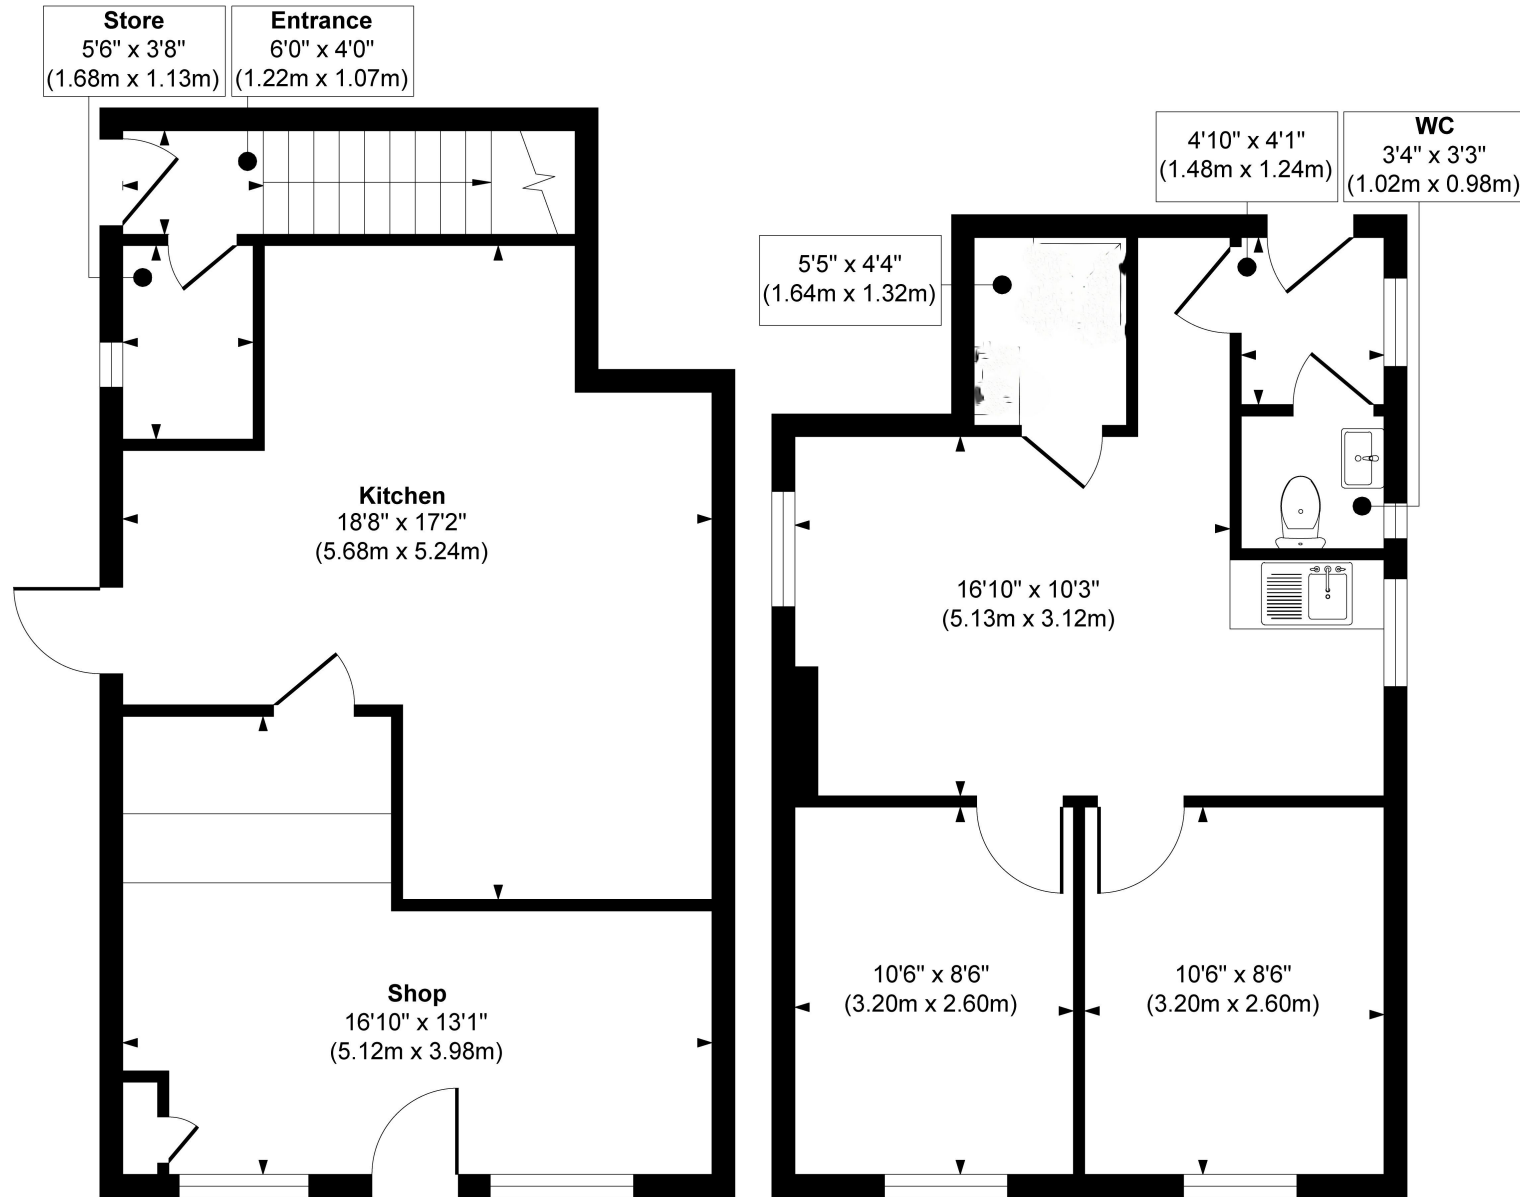 Store
5'6" x 3'8"
(1.68m x 1.13m)
Entrance
6'0" x 4'0"
(1.22m x 1.07m)
4'10" x 4'1"
(1.48m x 1.24m)
WC
3'4" x 3'3"
(1.02m x 0.98m)
5'5" x 4'4"
(1.64m x 1.32m)
Kitchen
18'8" x 17'2"
(5.68m x 5.24m)
16'10" x 10'3"
(5.13m x 3.12m)
Shop
16'10" x 13'1"
(5.12m x 3.98m)
10'6" x 8'6"
(3.20m x 2.60m)
10'6" x 8'6"
(3.20m x 2.60m)